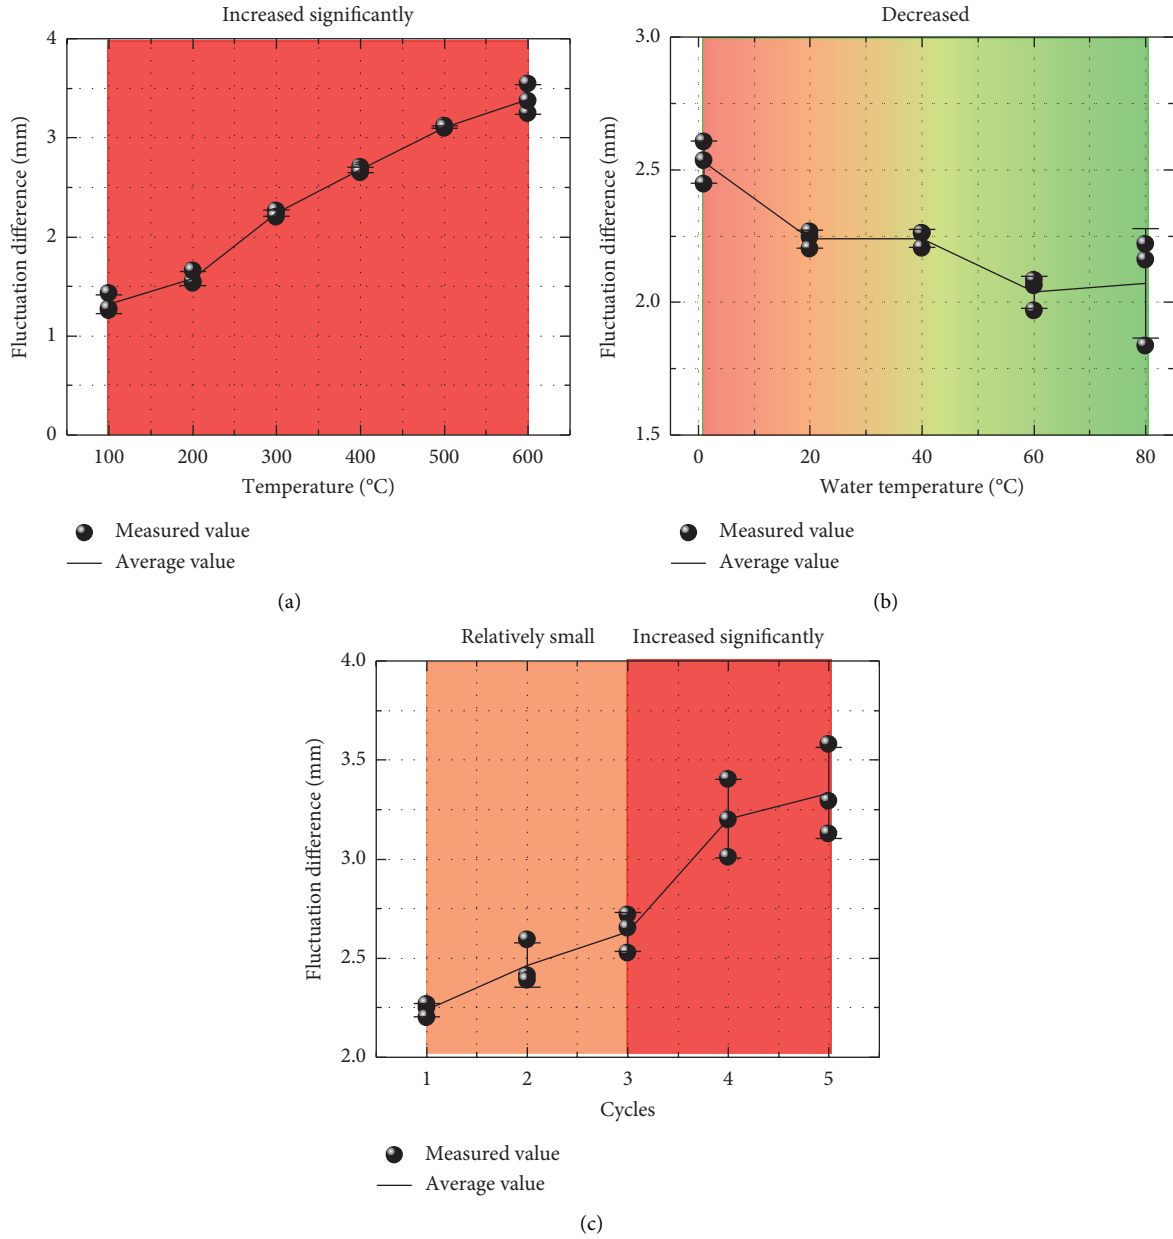 Increased significantly
4
3
2
1
0
Fluctuation difference (mm)
100 200 300 400 500 600
Temperature (°C)
Measured value
Average value
(a)
Decreased
3.0
2.5
2.0
1.5
Fluctuation difference (mm)
0 20 40 60 80
Water temperature (°C)
Measured value
Average value
(b)
Relatively small Increased significantly
4.0
3.5
3.0
2.5
2.0
Fluctuation difference (mm)
1 2 3 4 5
Cycles
Measured value
Average value
(c)